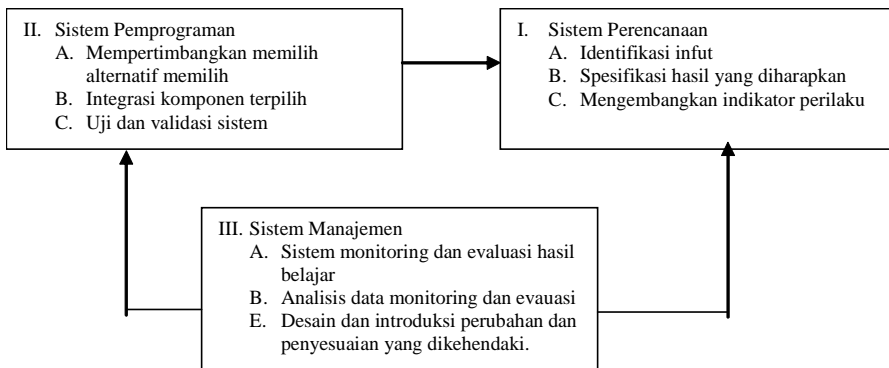 II. Sistem Pemprograman
A. Mempertimbangkan memilih
alternatif memilih
B. Integrasi komponen terpilih
C. Uji dan validasi sistem
I. Sistem Perencanaan
A. Identifikasi infut
B. Spesifikasi hasil yang diharapkan
C. Mengembangkan indikator perilaku
III. Sistem Manajemen
A. Sistem monitoring dan evaluasi hasil
belajar
B. Analisis data monitoring dan evauasi
E. Desain dan introduksi perubahan dan
penyesuaian yang dikehendaki.